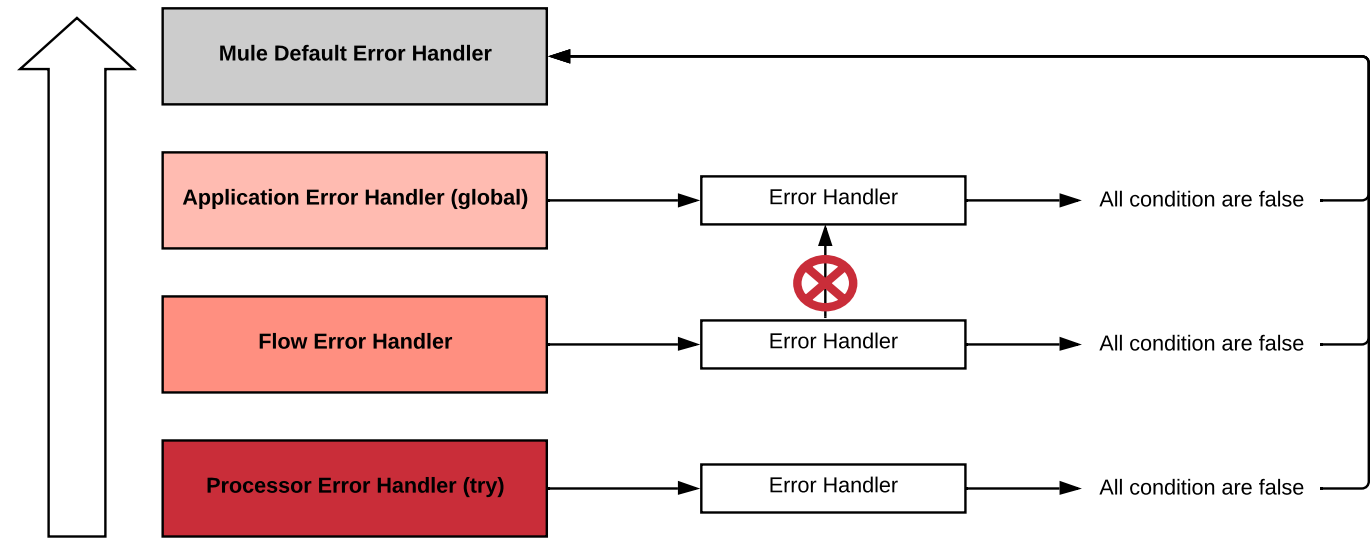 Mule Default Error Handler
Application Error Handler (global)
Error Handler
All condition are false
Flow Error Handler
Error Handler
All condition are false
Processor Error Handler (try)
Error Handler
All condition are false